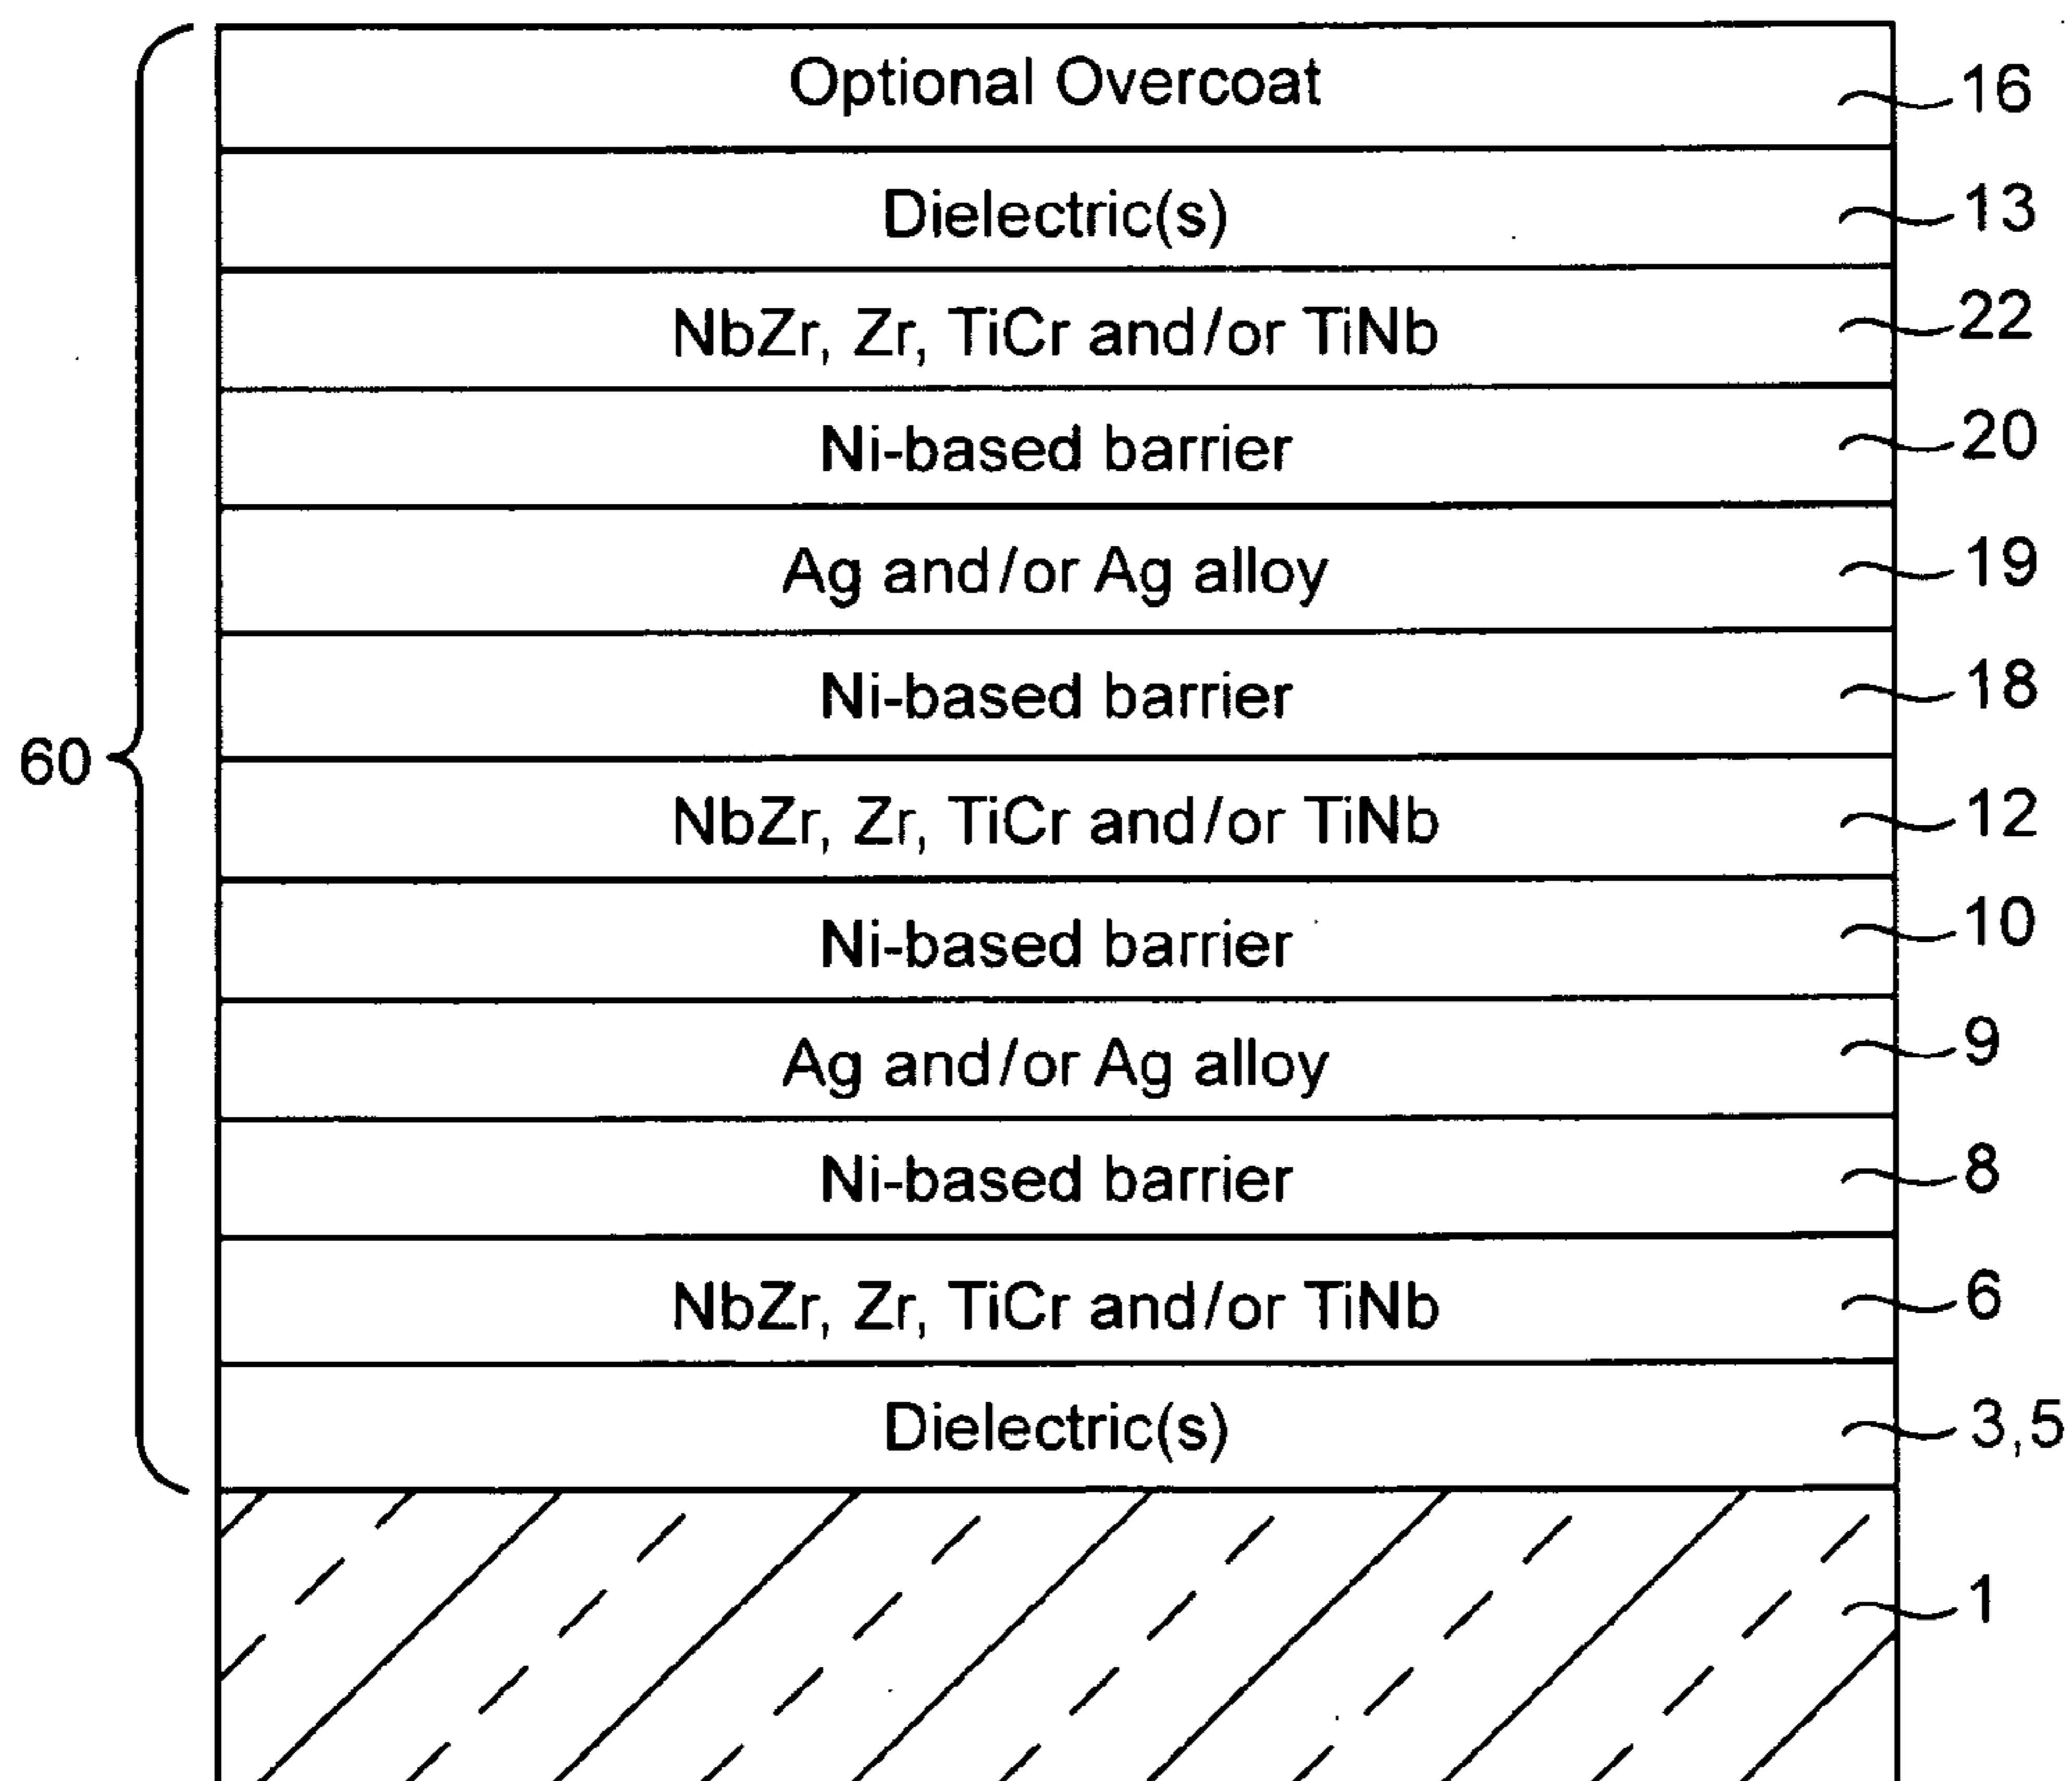 Optional Overcoat 16
Dielectric(s) 13
NbZr, Zr, TiCr and/or TiNb 22
Ni-based barrier 20
Ag and/or Ag alloy 19
Ni-based barrier 18
60
NbZr, Zr, TiCr and/or TiNb 12
Ni-based barrier 10
Ag and/or Ag alloy 9
Ni-based barrier 8
NbZr, Zr, TiCr and/or TiNb 6
Dielectric(s) 3,5
1